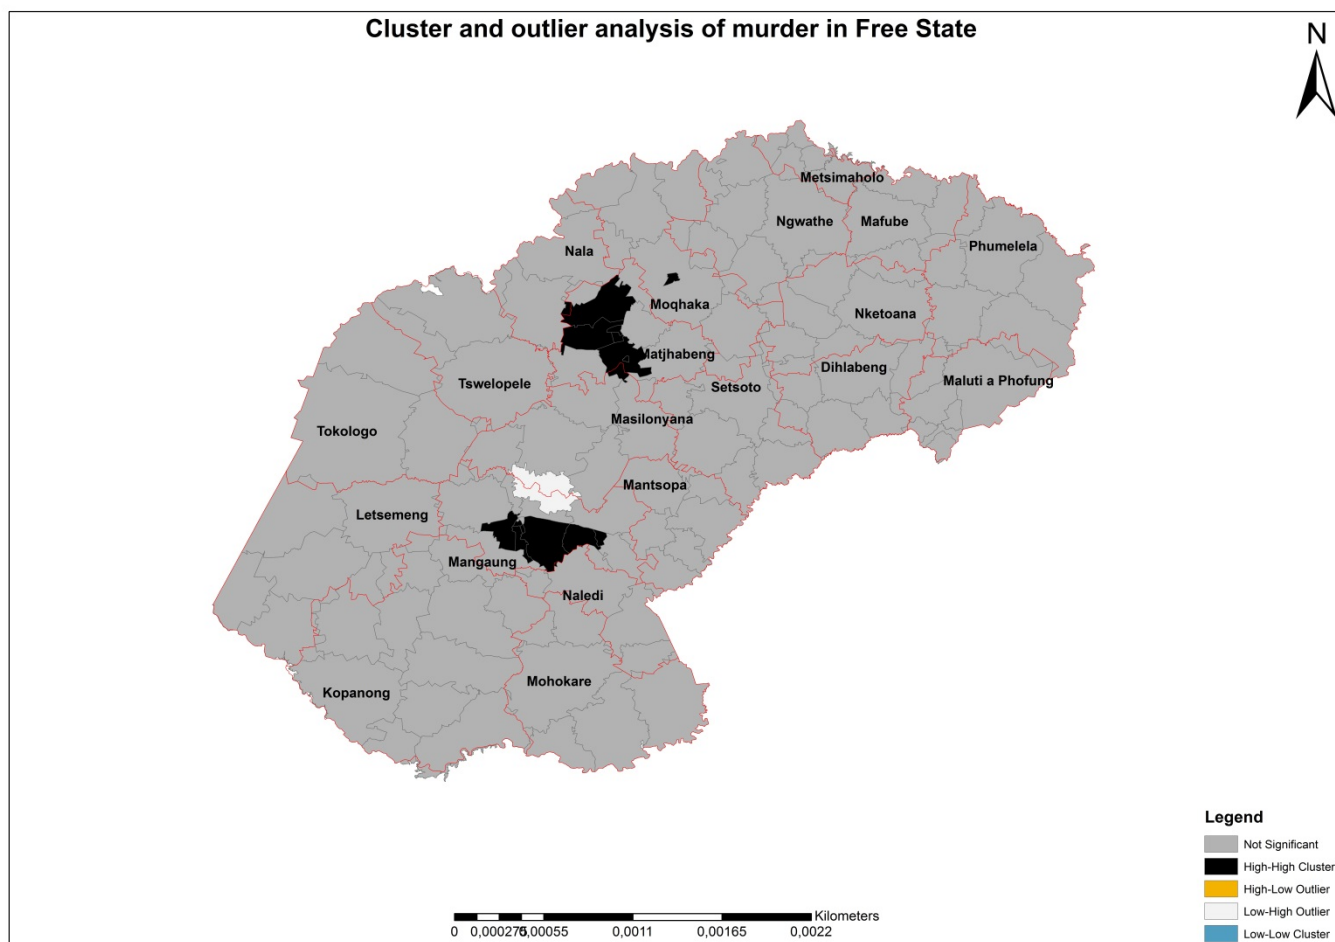 Cluster and outlier analysis of murder in Free State
N
Metsimaholo
Ngwathe
Mafube
Phumelela
Nala
Moqhaka
Nketoana
Matjhabeng
Dihlabeng
Maluti a Phofung
Tswelopele
Setsoto
Masilonyana
Tokologo
Mantsopa
Letsemeng
Mangaung
Naledi
Mohokare
Kopanong
Legend
Not Significant
High-High Cluster
High-Low Outlier
Low-High Outlier
Low-Low Cluster
Kilometers
0 0,000275 0,00055 0,0011 0,00165 0,0022